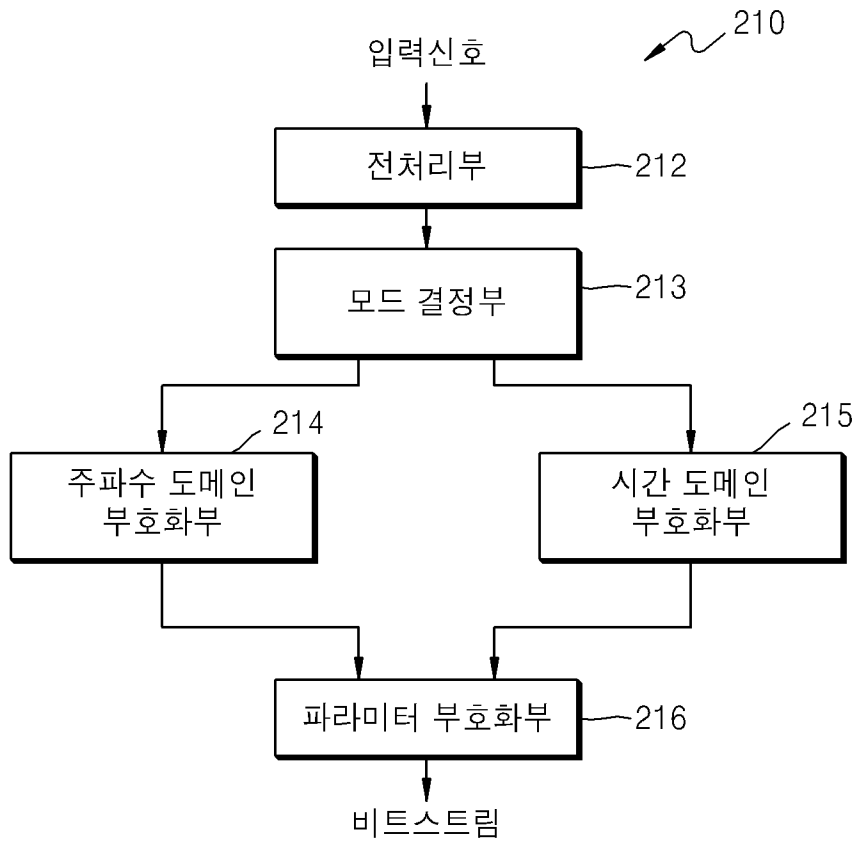 210
입력신호
전처리부
212
모드 결정부
213
214
215
주파수 도메인
부호화부
시간 도메인
부호화부
파라미터 부호화부
216
비트스트림